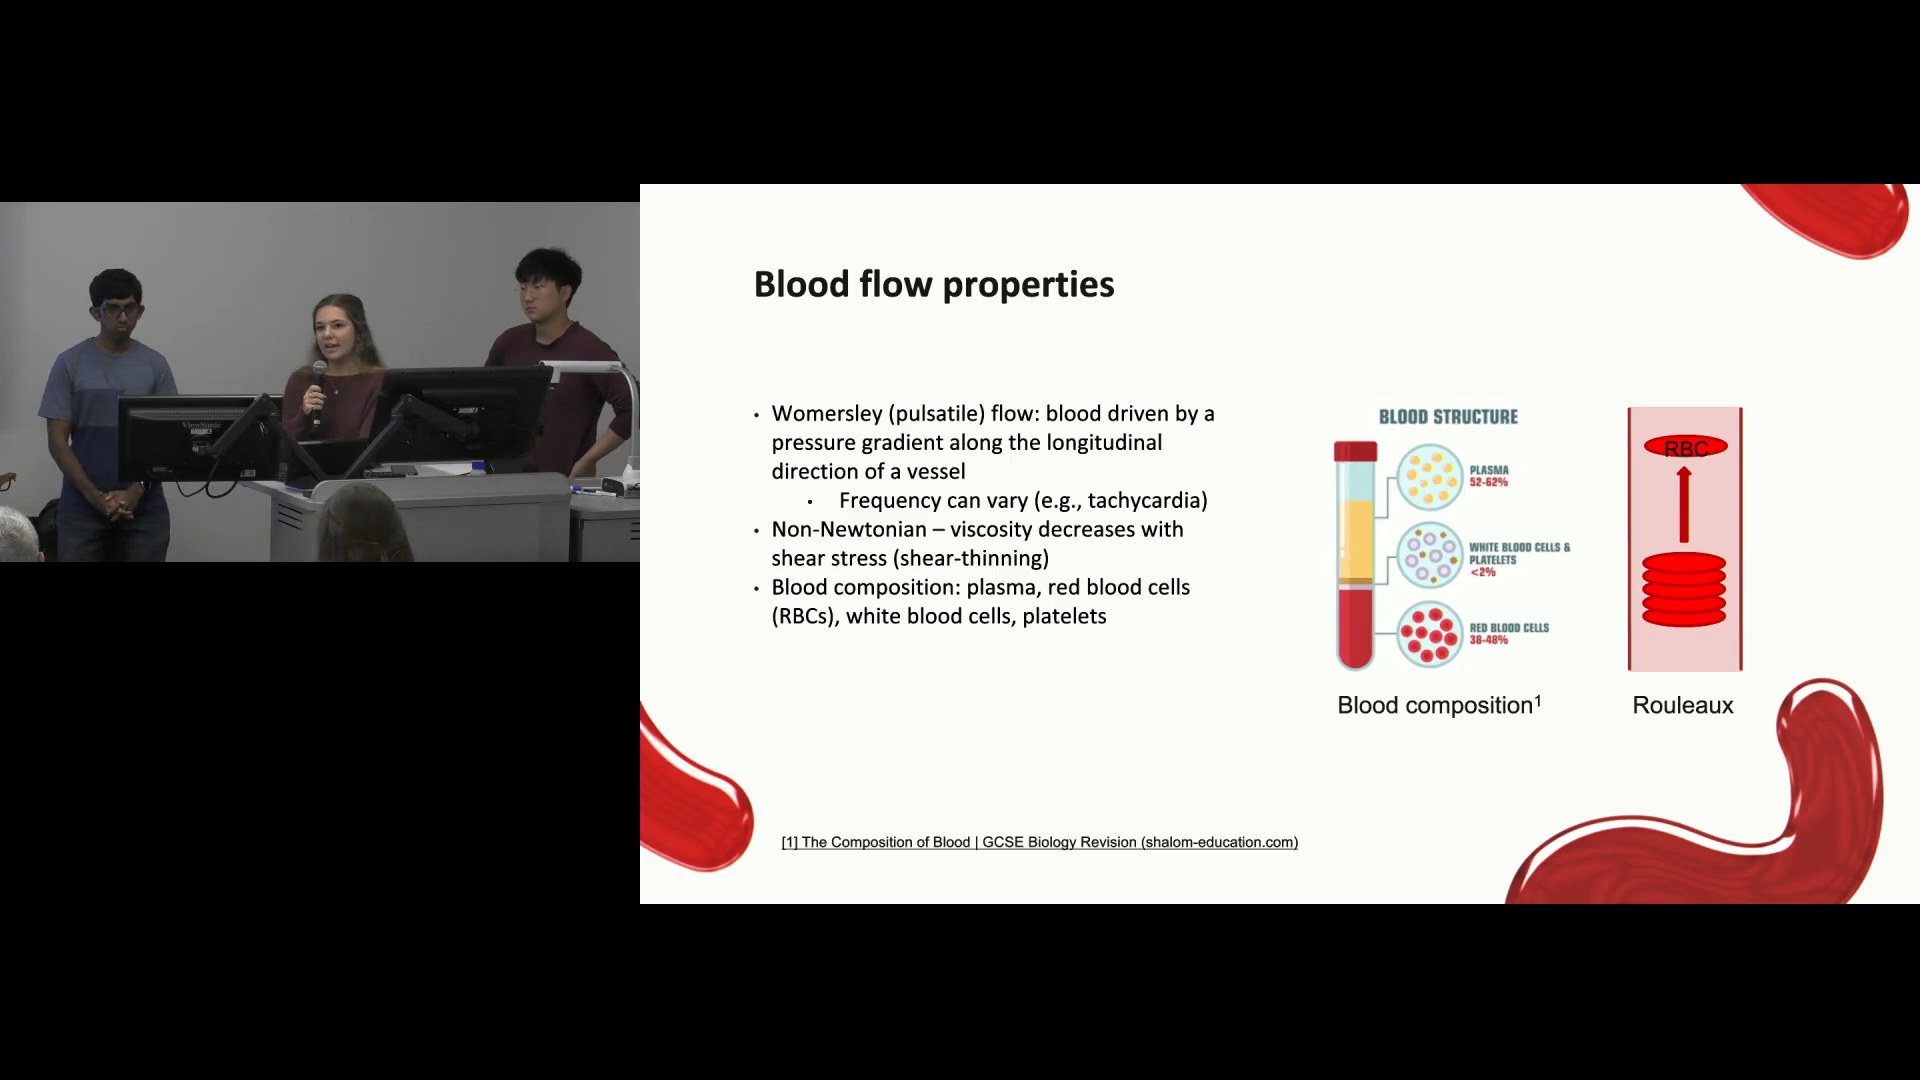 ViewSonic
Blood flow properties
• Womersley (pulsatile) flow: blood driven by a
pressure gradient along the longitudinal
direction of a vessel
• Frequency can vary (e.g., tachycardia)
• Non-Newtonian – viscosity decreases with
shear stress (shear-thinning)
• Blood composition: plasma, red blood cells
(RBCs), white blood cells, platelets
BLOOD STRUCTURE
PLASMA
52-62%
WHITE BLOOD CELLS &
PLATELETS
<2%
RED BLOOD CELLS
38-48%
Blood composition¹
RBC
Rouleaux
[1] The Composition of Blood | GCSE Biology Revision (shalom-education.com)